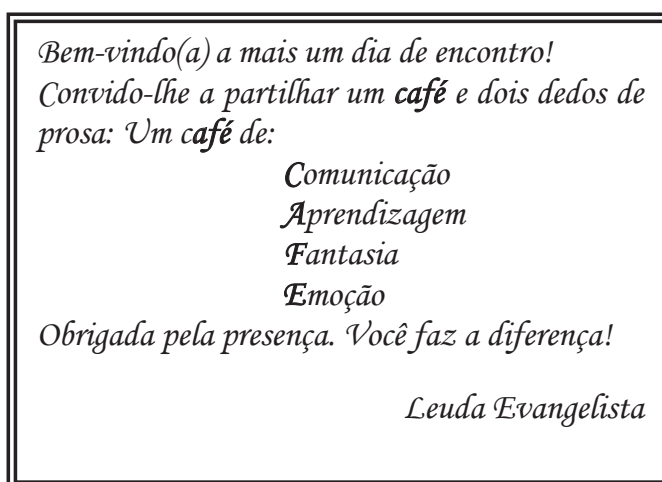 Bem-vindo(a) a mais um dia de encontro!
Convido-lhe a partilhar um café e dois dedos de
prosa: Um café de:
Comunicação
Aprendizagem
Fantasia
Emoção
Obrigada pela presença. Você faz a diferença!
Leuda Evangelista